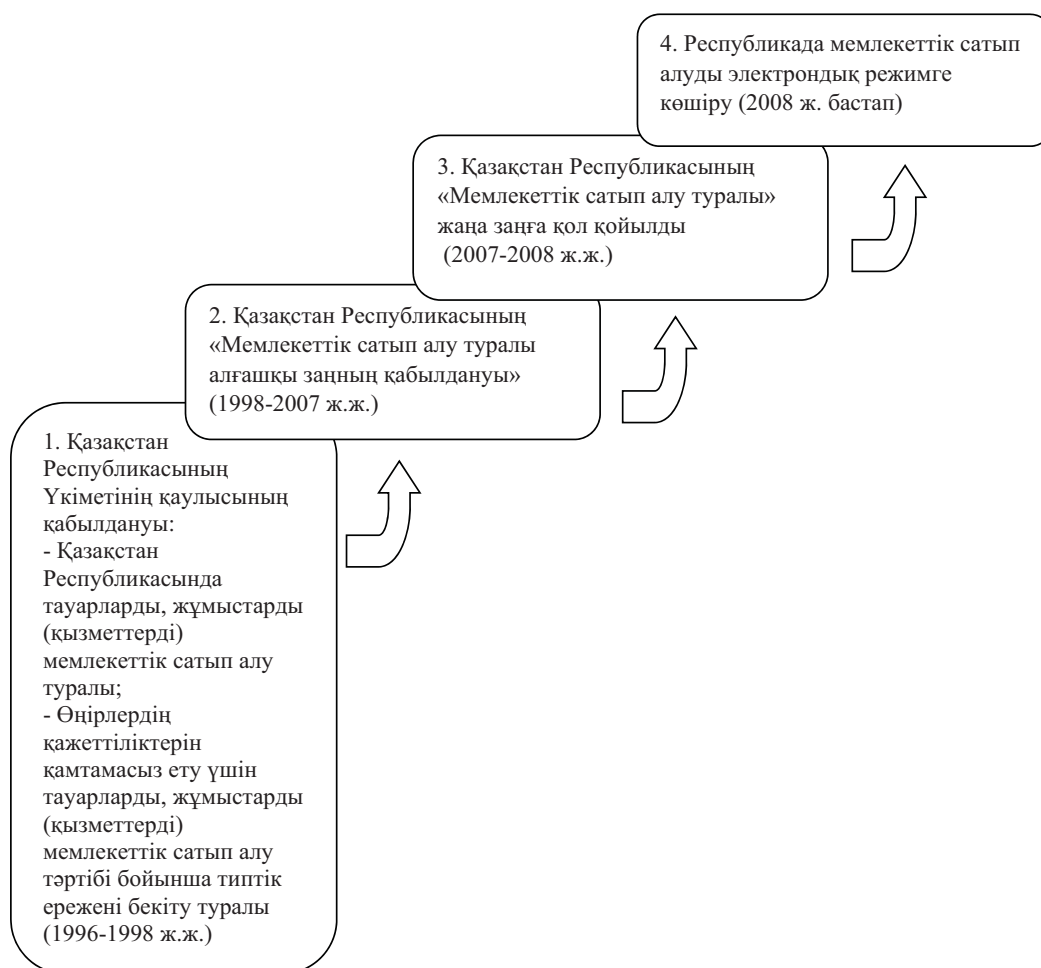 4. Республикада мемлекеттік сатып
алуды электрондық режимге
көшіру (2008 ж. бастап)
3. Қазақстан Республикасының
«Мемлекеттік сатып алу туралы»
жаңа заңға қол қойылды
(2007-2008 ж.ж.)
2. Қазақстан Республикасының
«Мемлекеттік сатып алу туралы
алғашқы заңның қабылдануы»
(1998-2007 ж.ж.)
1. Қазақстан
Республикасының
Үкіметінің қаулысының
қабылдануы:
- Қазақстан
Республикасында
тауарларды, жұмыстарды
(қызметтерді)
мемлекеттік сатып алу
туралы;
- Өңірлердің
қажеттіліктерін
қамтамасыз ету үшін
тауарларды, жұмыстарды
(қызметтерді)
мемлекеттік сатып алу
тәртібі бойынша типтік
ережені бекіту туралы
(1996-1998 ж.ж.)